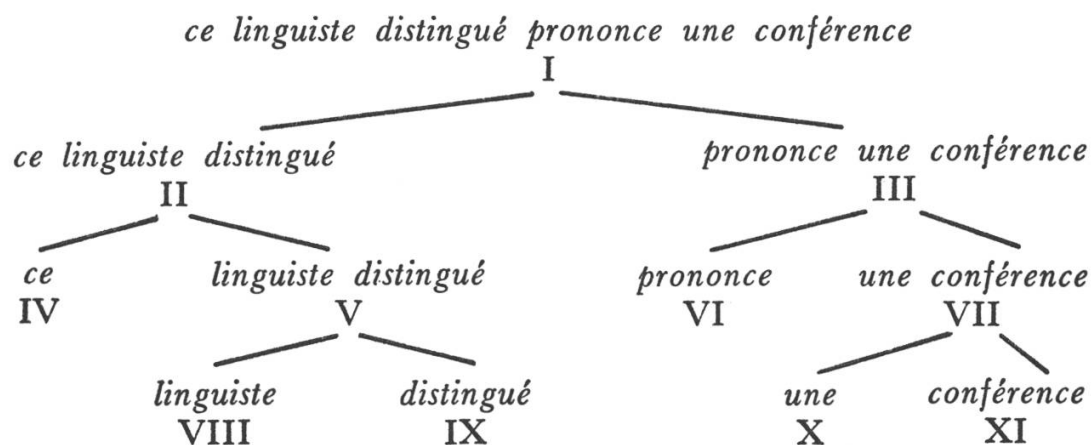 ce linguiste distingué prononce une conférence
I
ce linguiste distingué prononce une conférence
II III
ce linguiste distingué prononce une conférence
IV V VI VII
linguiste distingué une conférence
VIII IX X XI